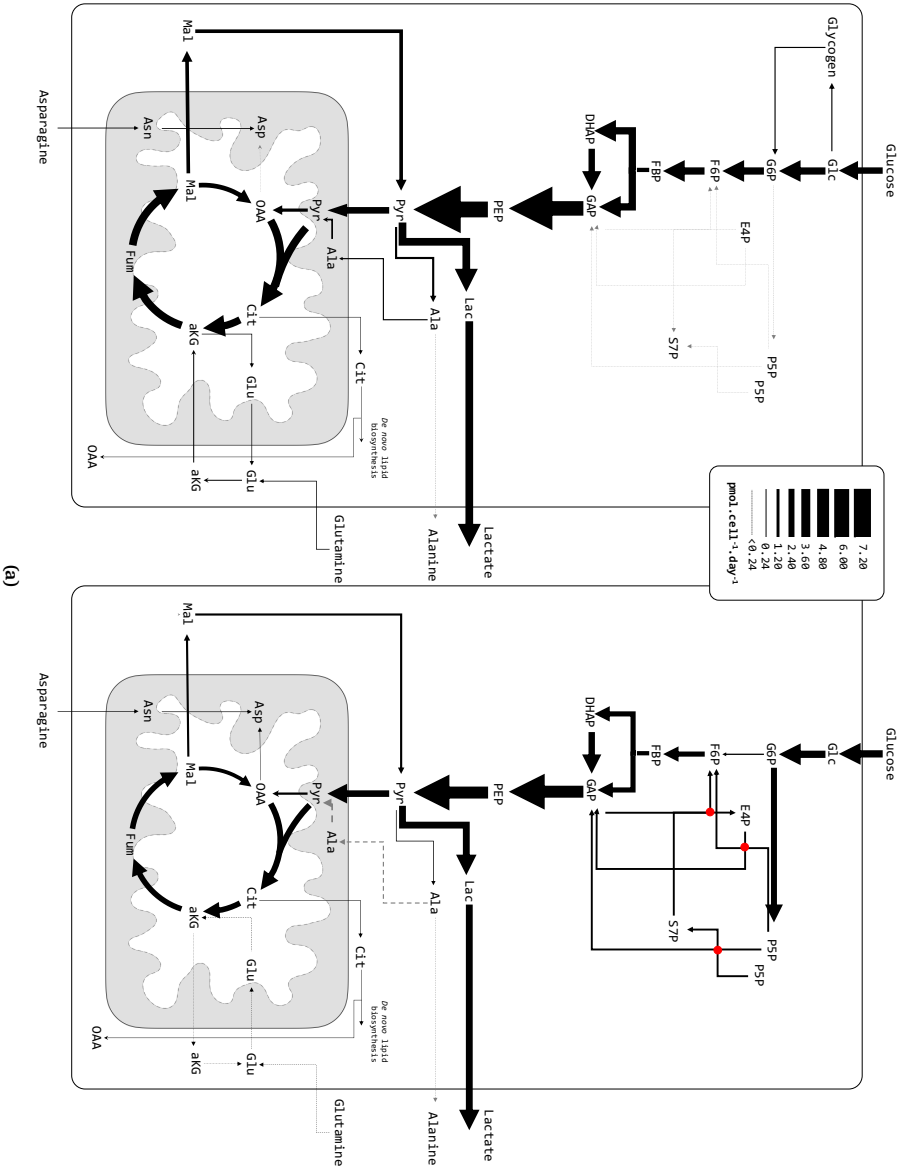 Glucose
Glc
Glycogen
G6P
F6P
FBP
DHAP
GAP
E4P
S7P
P5P
P5P
PEP
Pyr
Lac
Lactate
Ala
Alanine
Mal
Pyr
Ala
OAA
Asp
Asn
Asparagine
Mal
Fum
aKG
Cit
Glu
Cit
De novo lipid
biosynthesis
OAA
Glu
aKG
Glutamine
7.20
6.00
4.80
3.60
2.40
1.20
0.24
<0.24
pmol.cell⁻¹.day⁻¹
Glucose
Glc
G6P
F6P
FBP
DHAP
GAP
E4P
S7P
P5P
P5P
PEP
Pyr
Lac
Lactate
Ala
Alanine
Mal
Pyr
Ala
OAA
Asp
Asn
Asparagine
Mal
Fum
aKG
Cit
Glu
Cit
De novo lipid
biosynthesis
OAA
Glu
aKG
Glutamine
(a)